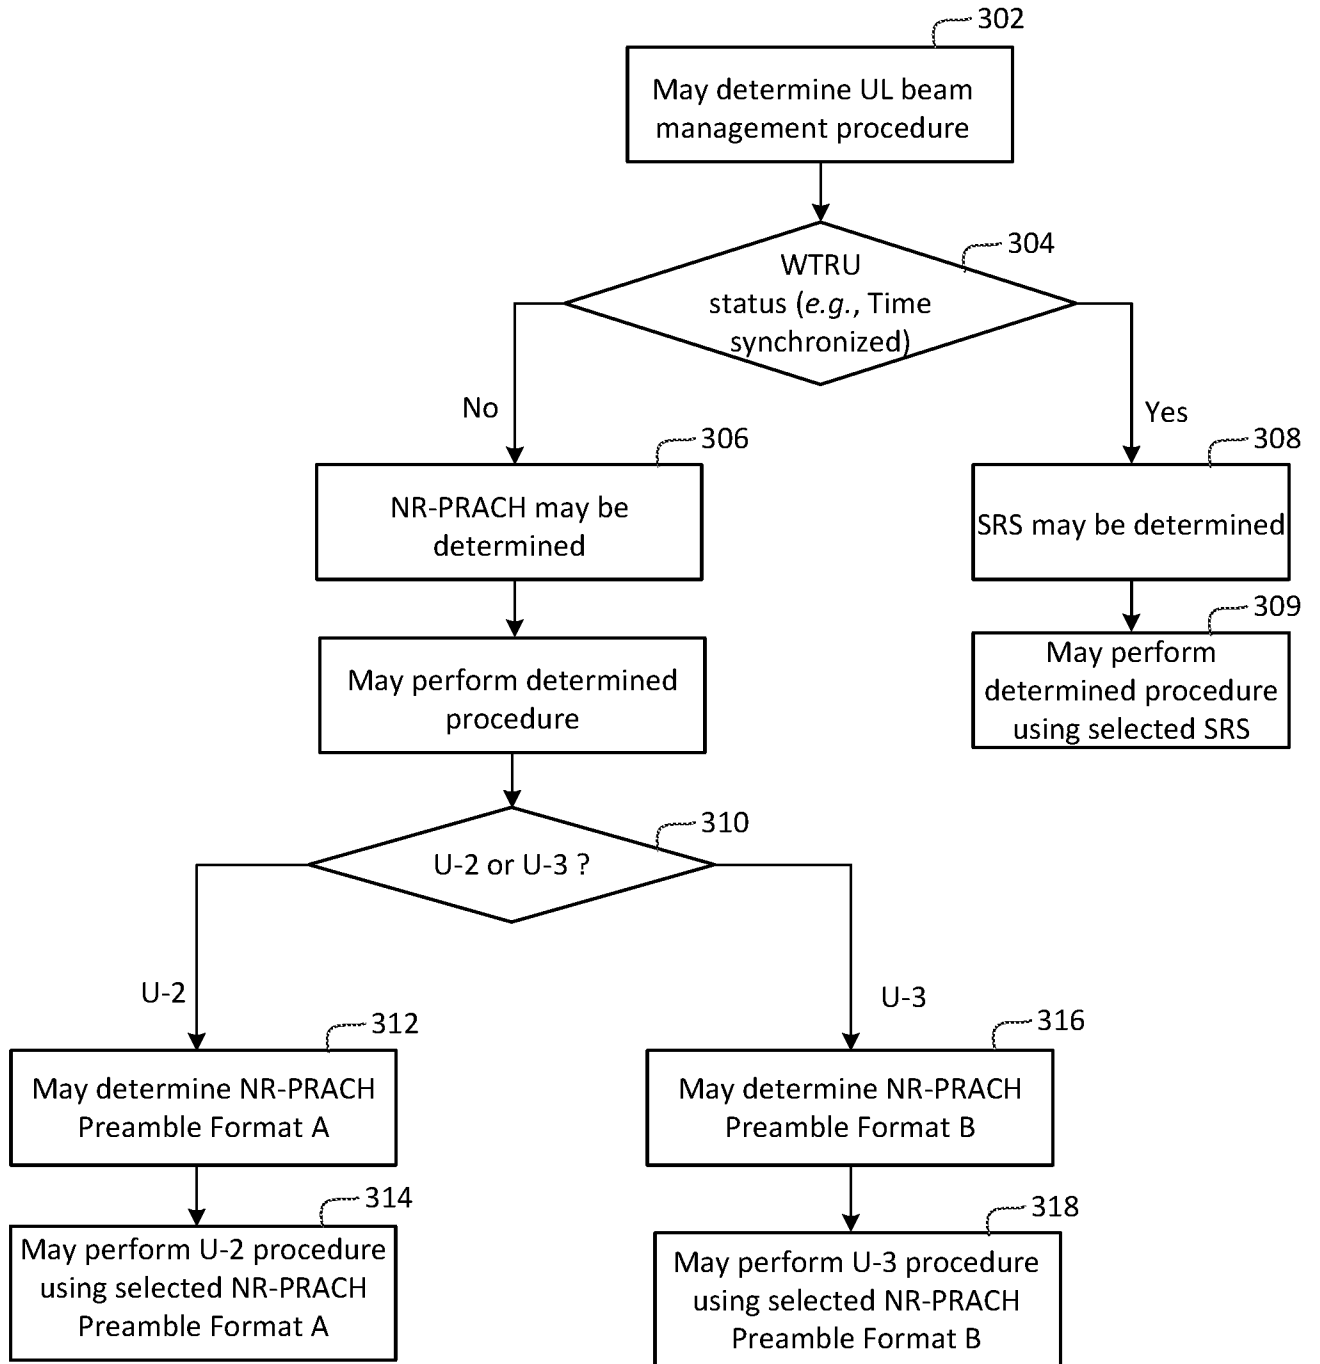 302
May determine UL beam
management procedure
304
WTRU
status (e.g., Time
synchronized)
No
Yes
306
308
NR-PRACH may be
determined
SRS may be determined
309
May perform determined
procedure
May perform
determined procedure
using selected SRS
310
U-2 or U-3 ?
U-2
U-3
312
316
May determine NR-PRACH
Preamble Format A
May determine NR-PRACH
Preamble Format B
314
318
May perform U-2 procedure
using selected NR-PRACH
Preamble Format A
May perform U-3 procedure
using selected NR-PRACH
Preamble Format B